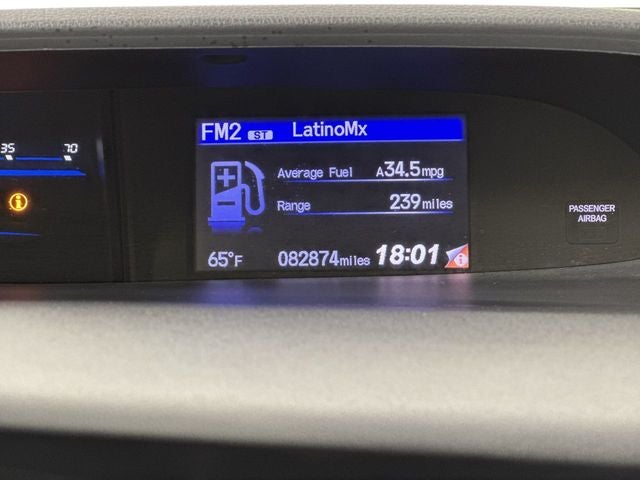 35 70
FM2 ST LatinoMx
Average Fuel A34.5mpg
Range 239miles
65°F 082874miles 18:01 i
i
PASSENGER
AIRBAG